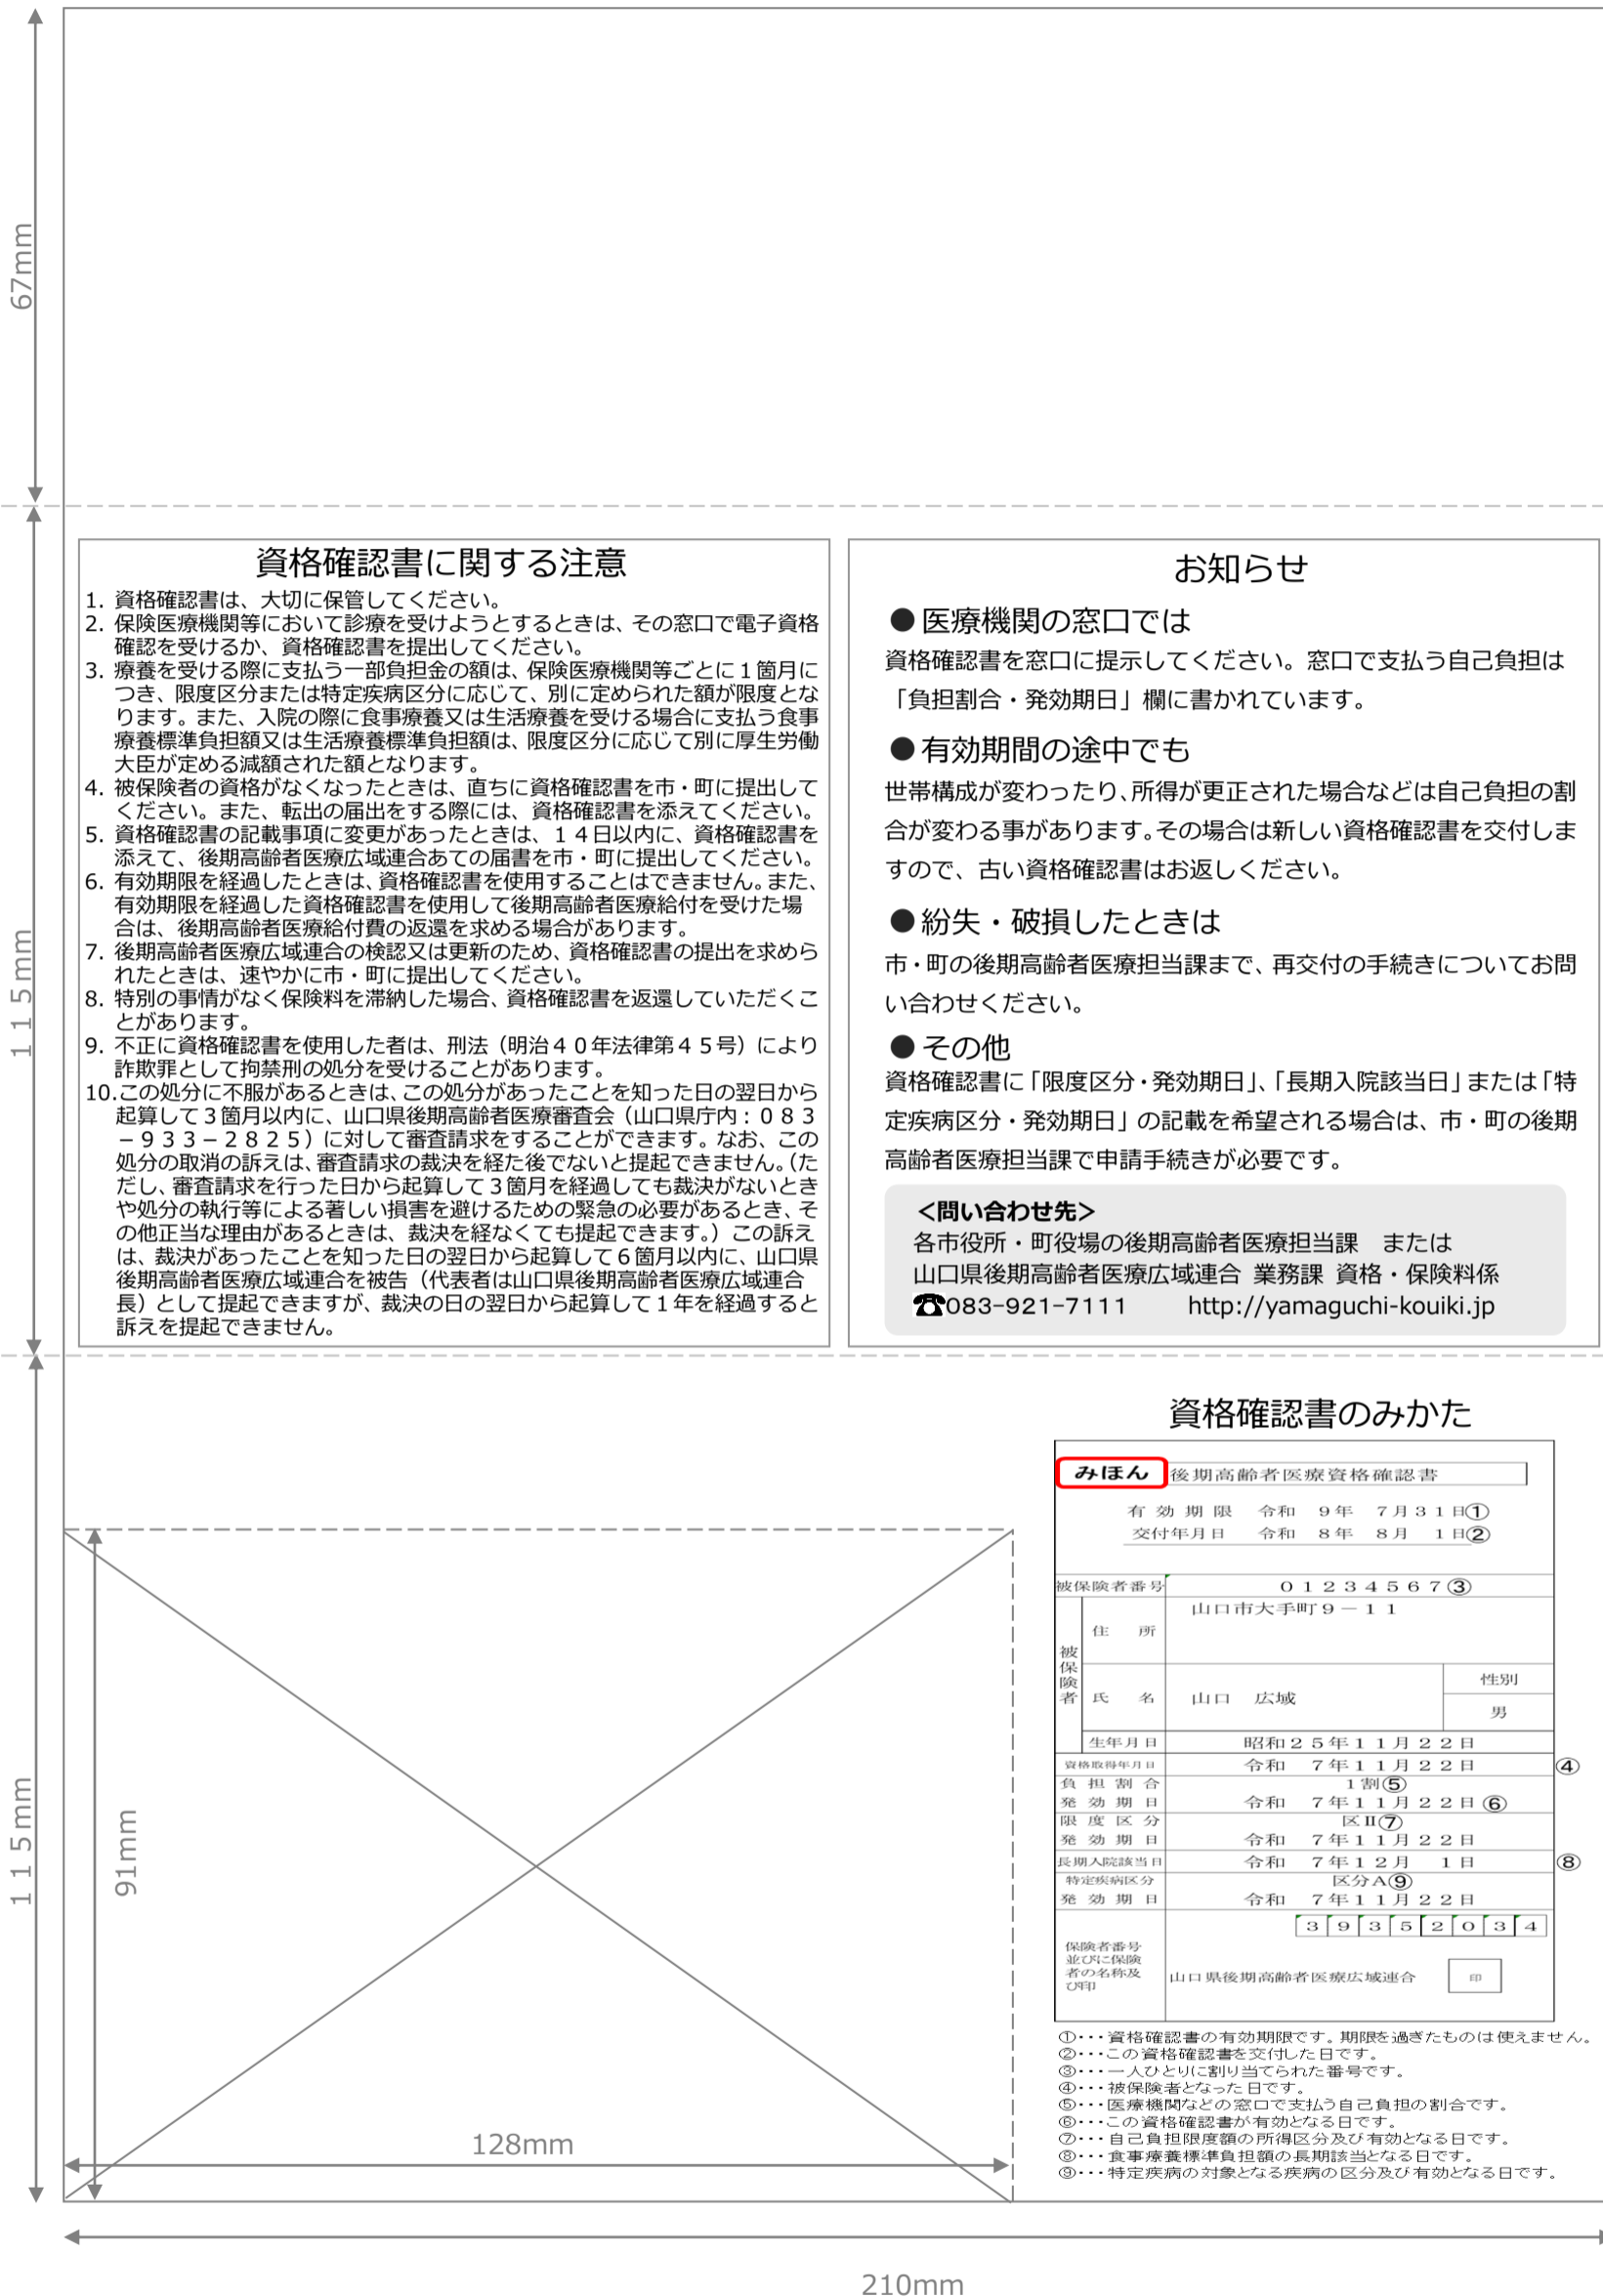 67mm
115mm
資格確認書に関する注意
1. 資格確認書は、大切に保管してください。
2. 保険医療機関等において診療を受けようとするときは、その窓口で電子資格
確認を受けるか、資格確認書を提出してください。
3. 療養を受ける際に支払う一部負担金の額は、保険医療機関等ごとに１箇月に
つき、限度区分または特定疾病区分に応じて、別に定められた額が限度とな
ります。また、入院の際に食事療養又は生活療養を受ける場合に支払う食事
療養標準負担額又は生活療養標準負担額は、限度区分に応じて別に厚生労働
大臣が定める減額された額となります。
4. 被保険者の資格がなくなったときは、直ちに資格確認書を市・町に提出して
ください。また、転出の届出をする際には、資格確認書を添えてください。
5. 資格確認書の記載事項に変更があったときは、１４日以内に、資格確認書を
添えて、後期高齢者医療広域連合あての届書を市・町に提出してください。
6. 有効期限を経過したときは、資格確認書を使用することはできません。また、
有効期限を経過した資格確認書を使用して後期高齢者医療給付を受けた場
合は、後期高齢者医療給付費の返還を求める場合があります。
7. 後期高齢者医療広域連合の検認又は更新のため、資格確認書の提出を求めら
れたときは、速やかに市・町に提出してください。
8. 特別の事情がなく保険料を滞納した場合、資格確認書を返還していただくこ
とがあります。
9. 不正に資格確認書を使用した者は、刑法（明治４０年法律第４５号）により
詐欺罪として拘禁刑の処分を受けることがあります。
10.この処分に不服があるときは、この処分があったことを知った日の翌日から
起算して３箇月以内に、山口県後期高齢者医療審査会（山口県庁内：０８３
－９３３－２８２５）に対して審査請求をすることができます。なお、この
処分の取消の訴えは、審査請求の裁決を経た後でないと提起できません。（た
だし、審査請求を行った日から起算して３箇月を経過しても裁決がないとき
や処分の執行等による著しい損害を避けるための緊急の必要があるとき、そ
の他正当な理由があるときは、裁決を経なくても提起できます。）この訴え
は、裁決があったことを知った日の翌日から起算して６箇月以内に、山口県
後期高齢者医療広域連合を被告（代表者は山口県後期高齢者医療広域連合
長）として提起できますが、裁決の日の翌日から起算して１年を経過すると
訴えを提起できません。
お知らせ
●医療機関の窓口では
資格確認書を窓口に提示してください。窓口で支払う自己負担は
「負担割合・発効期日」欄に書かれています。
●有効期間の途中でも
世帯構成が変わったり、所得が更正された場合などは自己負担の割
合が変わる事があります。その場合は新しい資格確認書を交付しま
すので、古い資格確認書はお返しください。
●紛失・破損したときは
市・町の後期高齢者医療担当課まで、再交付の手続きについてお問
い合わせください。
●その他
資格確認書に「限度区分・発効期日」、「長期入院該当日」または「特
定疾病区分・発効期日」の記載を希望される場合は、市・町の後期
高齢者医療担当課で申請手続きが必要です。
＜問い合わせ先＞
各市役所・町役場の後期高齢者医療担当課　または
山口県後期高齢者医療広域連合 業務課 資格・保険料係
☎083-921-7111　http://yamaguchi-kouiki.jp
115mm
91mm
128mm
210mm
資格確認書のみかた
みほん 後期高齢者医療資格確認書
有効期限　令和　９年　７月３１日①
交付年月日　令和　８年　８月　１日②
被保険者番号　０１２３４５６７③
被保険者
住所　山口市大手町９－１１
氏名　山口　広域
性別
男
生年月日　昭和２５年１１月２２日
資格取得年月日　令和　７年１１月２２日　④
負担割合　１割⑤
発効期日　令和　７年１１月２２日⑥
限度区分　区Ⅱ⑦
発効期日　令和　７年１１月２２日
長期入院該当日　令和　７年１２月　１日　⑧
特定疾病区分　区分Ａ⑨
発効期日　令和　７年１１月２２日
３９３５２０３４
保険者番号
並びに保険
者の名称及
び印
山口県後期高齢者医療広域連合　印
①･･･資格確認書の有効期限です。期限を過ぎたものは使えません。
②･･･この資格確認書を交付した日です。
③･･･一人ひとりに割り当てられた番号です。
④･･･被保険者となった日です。
⑤･･･医療機関などの窓口で支払う自己負担の割合です。
⑥･･･この資格確認書が有効となる日です。
⑦･･･自己負担限度額の所得区分及び有効となる日です。
⑧･･･食事療養標準負担額の長期該当となる日です。
⑨･･･特定疾病の対象となる疾病の区分及び有効となる日です。